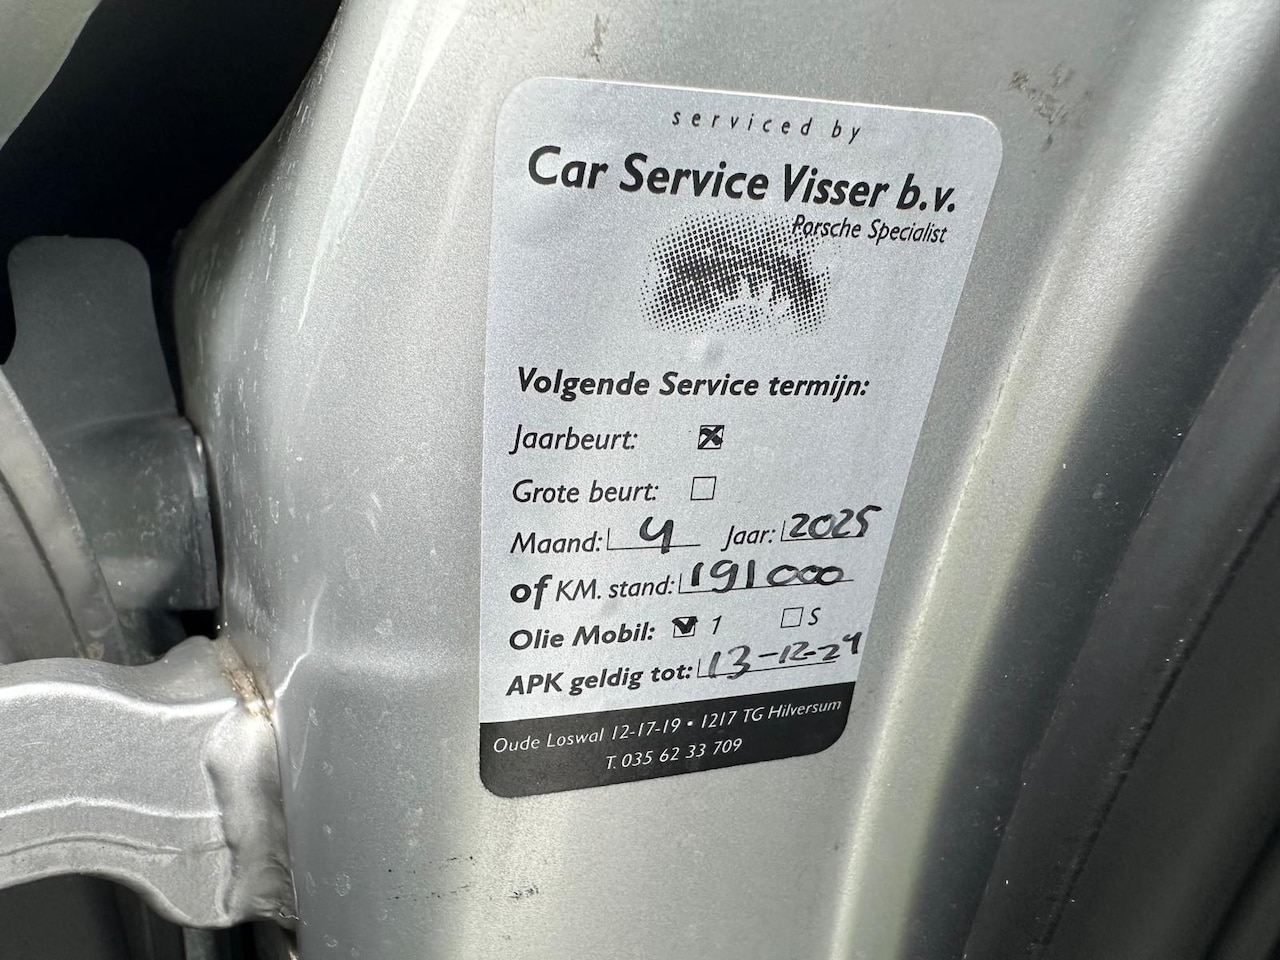 serviced by
Car Service Visser b.v.
Porsche Specialist
Volgende Service termijn:
Jaarbeurt: ☒
Grote beurt: ☐
Maand: 4 Jaar: 2025
of KM. stand: 191000
Olie Mobil: ☑ 1 ☐ S
APK geldig tot: 13-12-24
Oude Loswal 12-17-19 • 1217 TG Hilversum
T. 035 62 33 709